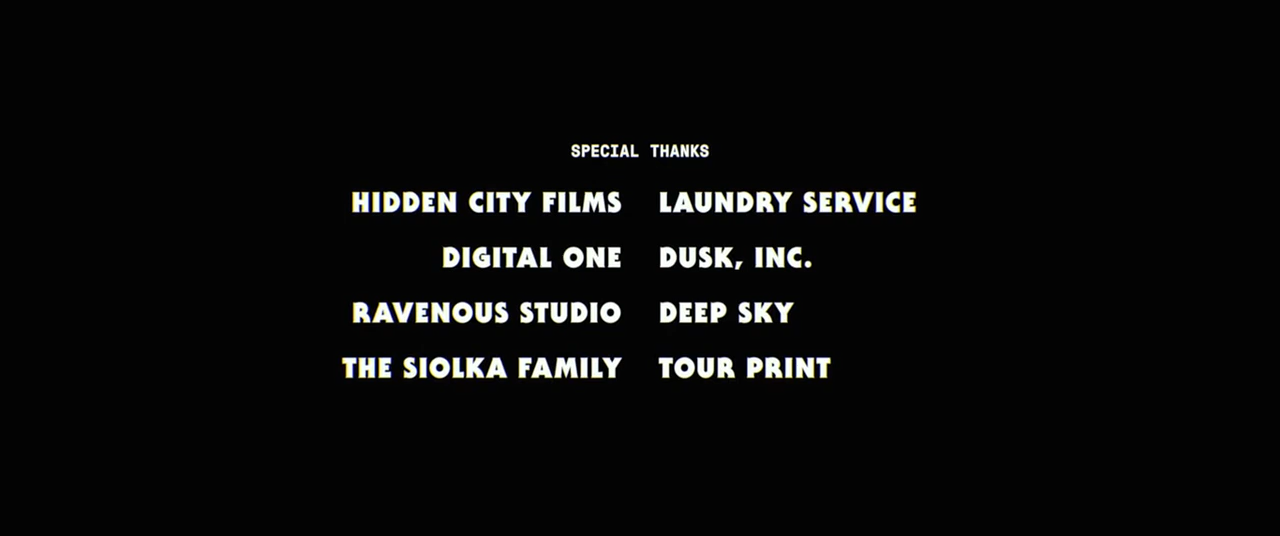 SPECIAL THANKS
HIDDEN CITY FILMS LAUNDRY SERVICE
DIGITAL ONE DUSK, INC.
RAVENOUS STUDIO DEEP SKY
THE SIOLKA FAMILY TOUR PRINT